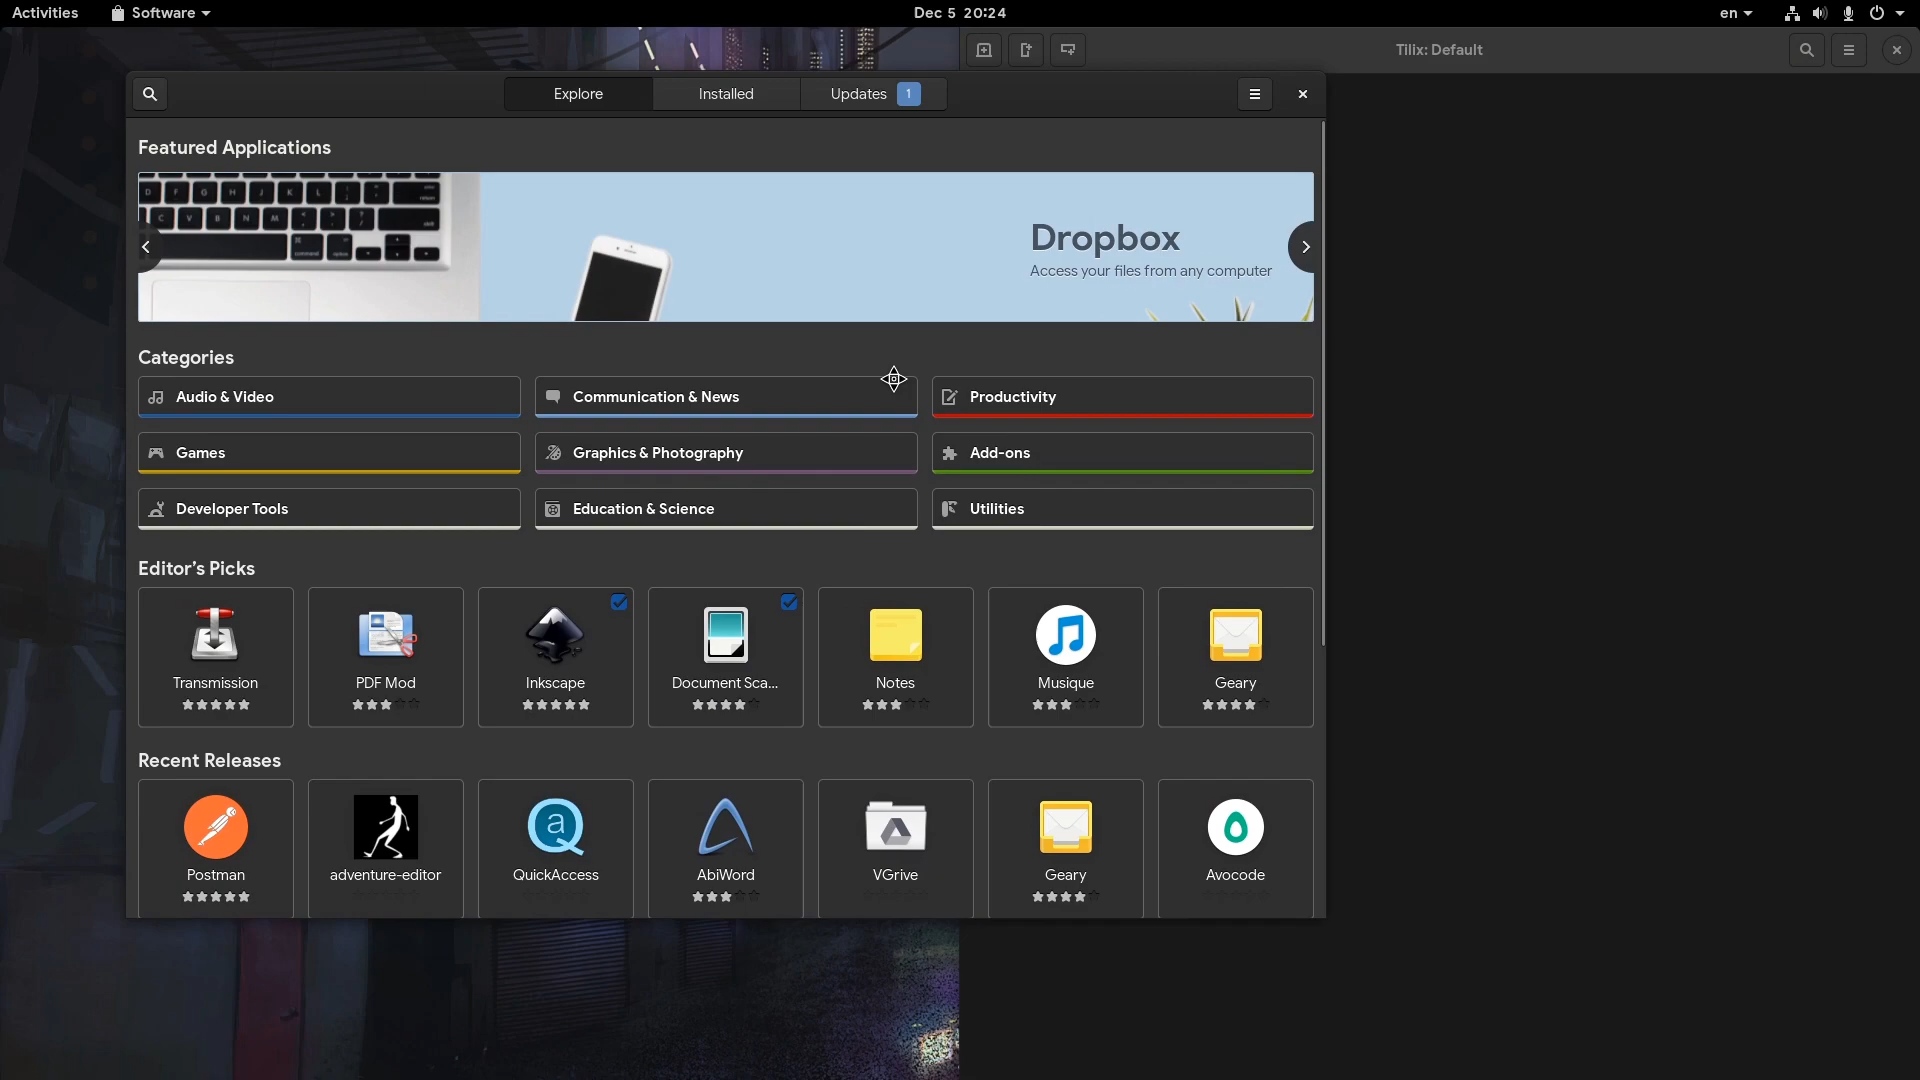 Activities
Software
Dec 5 20:24
en
Tilix: Default
Explore
Installed
Updates 1
Featured Applications
Dropbox
Access your files from any computer
Categories
Audio & Video
Communication & News
Productivity
Games
Graphics & Photography
Add-ons
Developer Tools
Education & Science
Utilities
Editor’s Picks
Transmission
PDF Mod
Inkscape
Document Sca...
Notes
Musique
Geary
Recent Releases
Postman
adventure-editor
QuickAccess
AbiWord
VGrive
Geary
Avocode